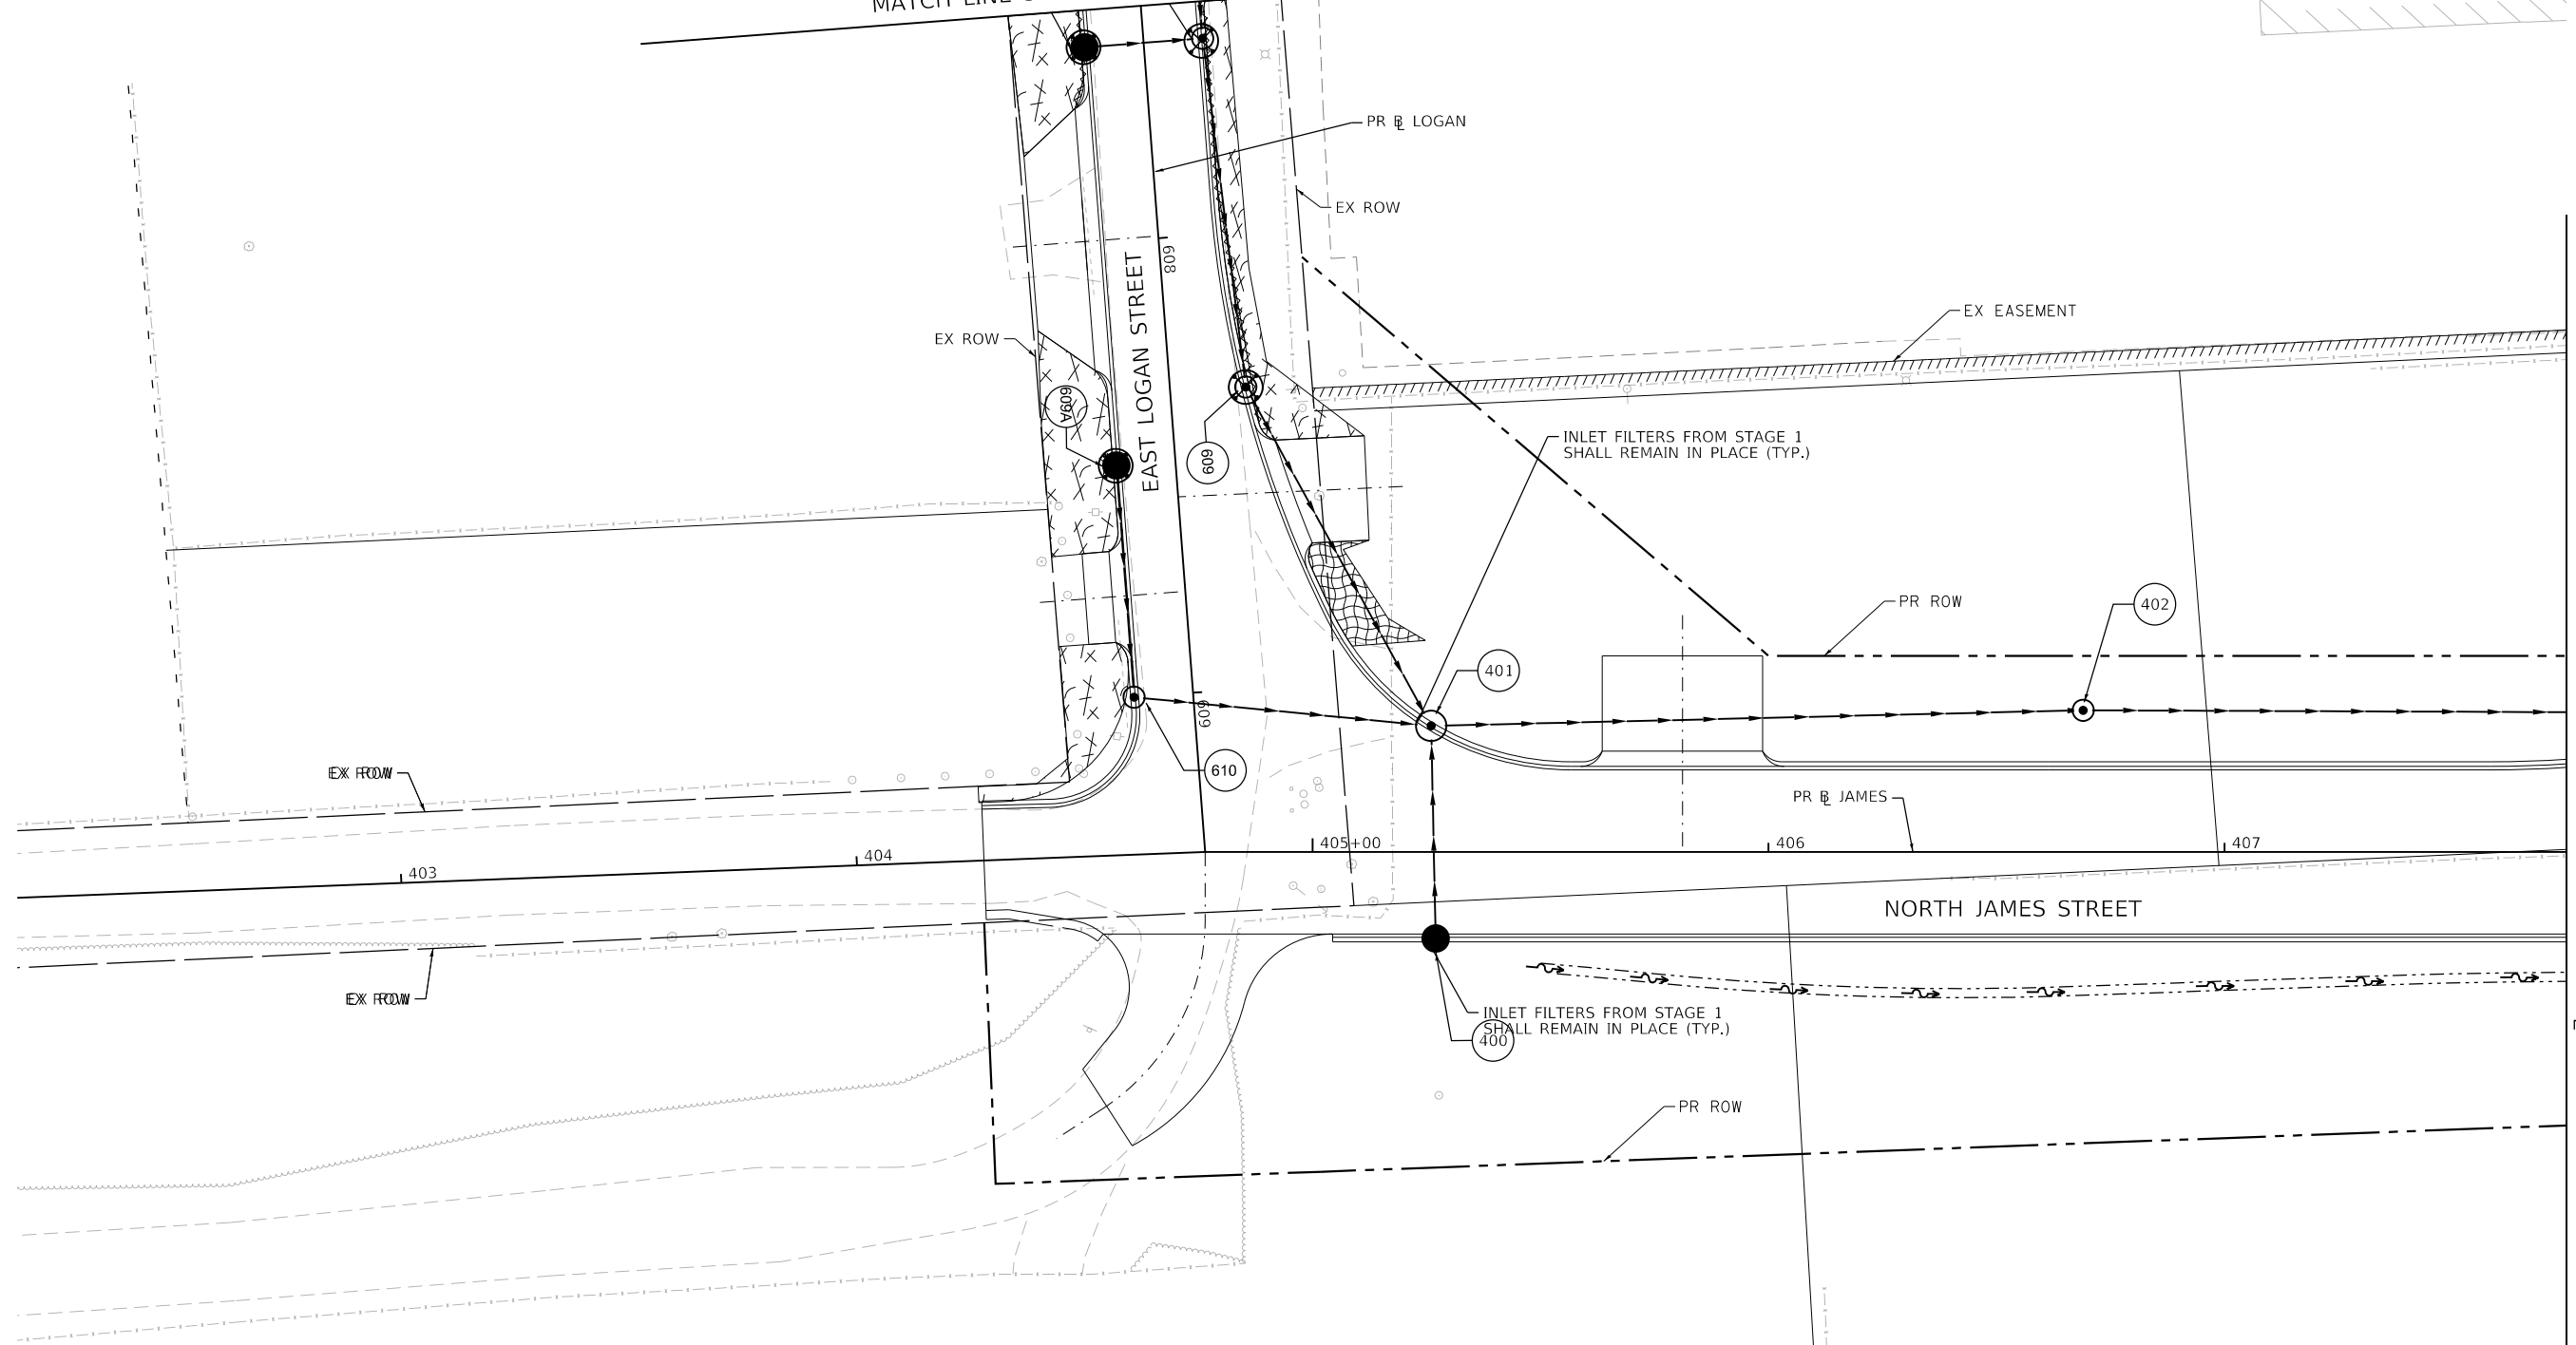 MATCH LINE
PR BL LOGAN
EX ROW
608
EAST LOGAN STREET
EX EASEMENT
EX ROW
609A
609
INLET FILTERS FROM STAGE 1
SHALL REMAIN IN PLACE (TYP.)
PR ROW
402
401
609
610
EX ROW
PR BL JAMES
403
404
405+00
406
407
NORTH JAMES STREET
EX ROW
INLET FILTERS FROM STAGE 1
SHALL REMAIN IN PLACE (TYP.)
400
PR ROW